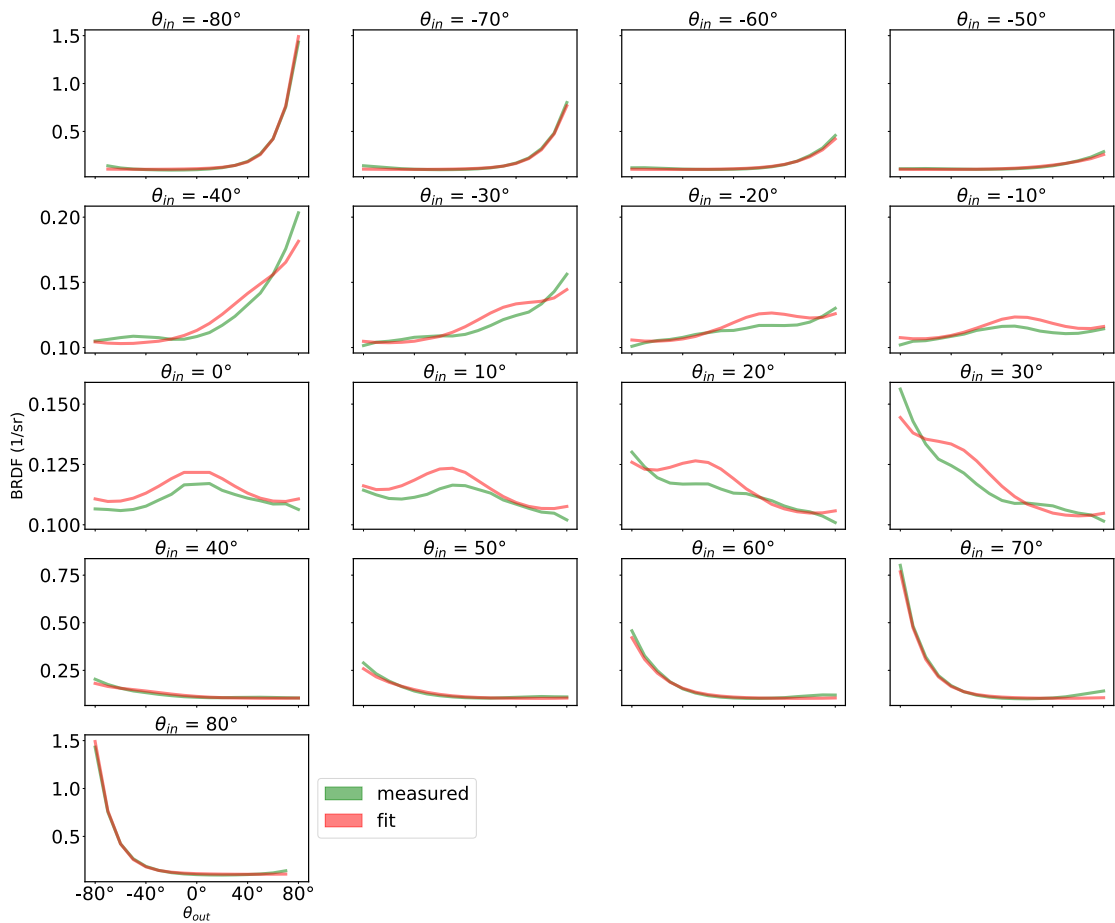 θin = -80° θin = -70° θin = -60° θin = -50°
1.5
1.0
0.5
θin = -40° θin = -30° θin = -20° θin = -10°
0.20
0.15
0.10
θin = 0° θin = 10° θin = 20° θin = 30°
0.150
0.125
0.100
BRDF (1/sr)
θin = 40° θin = 50° θin = 60° θin = 70°
0.75
0.50
0.25
θin = 80°
1.5
1.0
0.5
measured
fit
-80° -40° 0° 40° 80°
θout